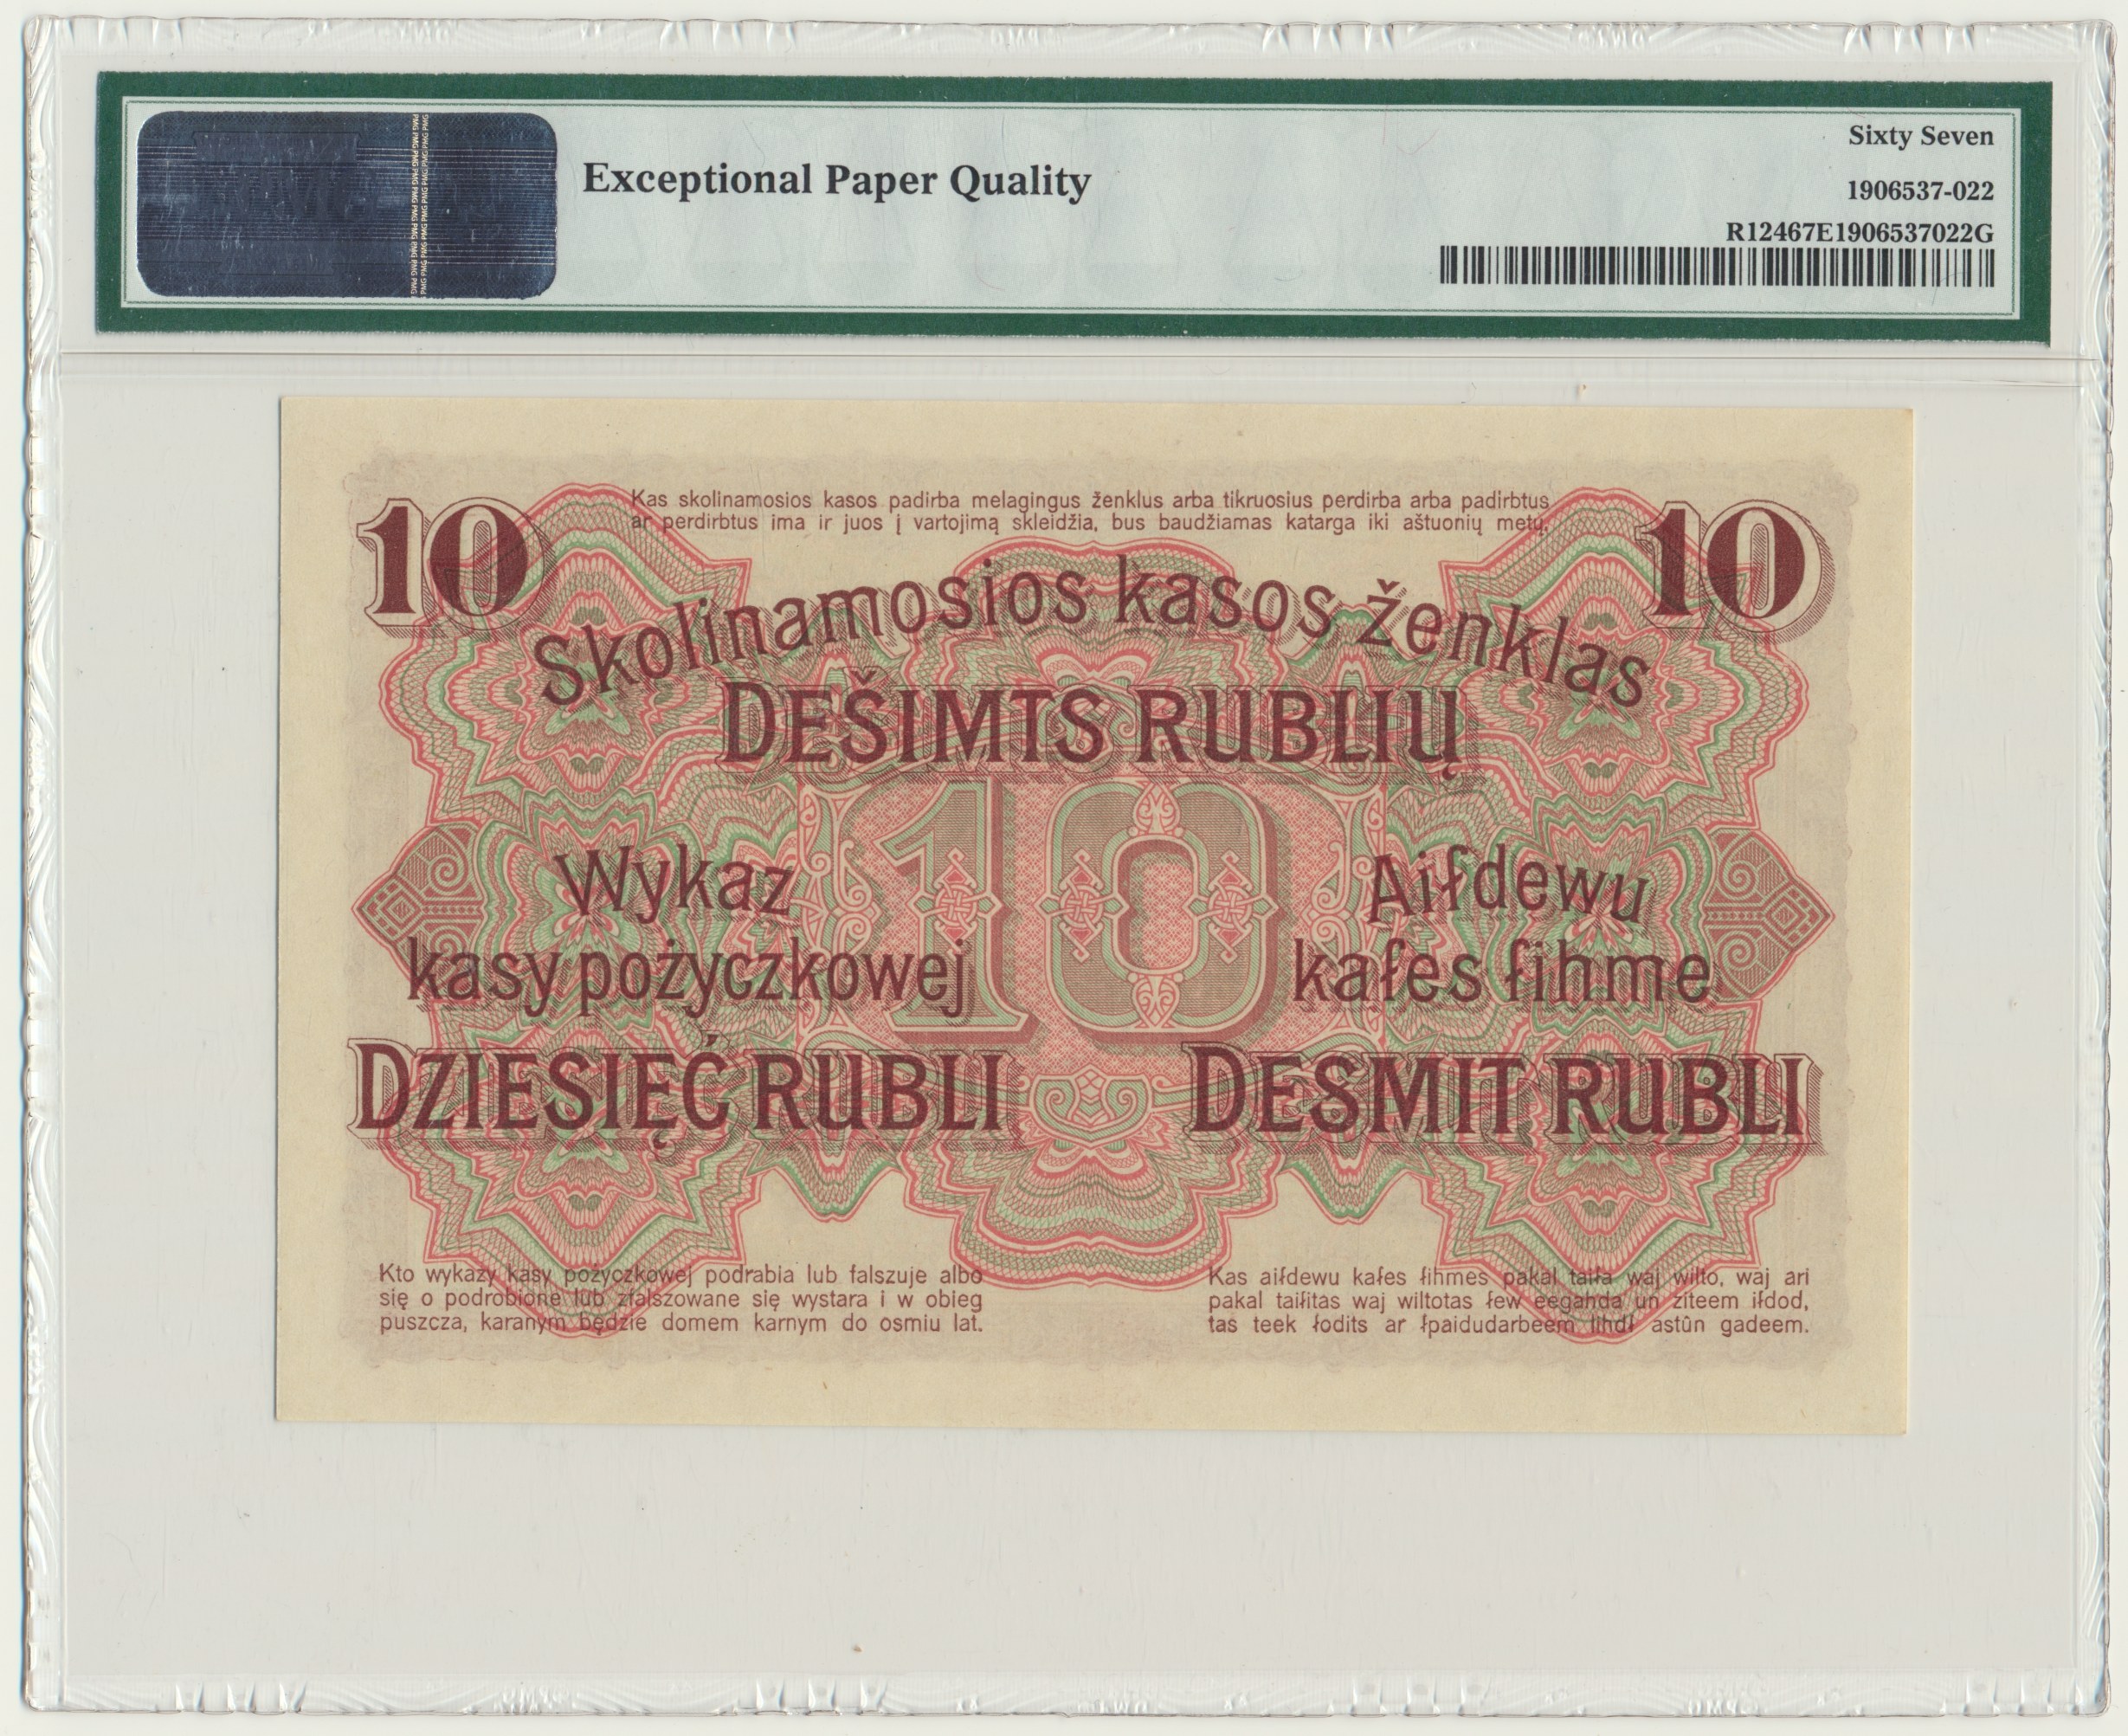 Exceptional Paper Quality
Sixty Seven
1906537-022
R12467E1906537022G
10
10
Kas skolinamosios kasos padirba melagingus ženklus arba tikruosius perdirba arba padirbtus
ar perdirbtus ima ir juos į vartojimą skleidžia, bus baudžiamas katarga iki aštuonių metų.
Skolinamosios kasos ženklas
DEŠIMTS RUBLIŲ
10
Wykaz
kasy pożyczkowej
DZIESIĘĆ RUBLI
Aiſdewu
kaſes ſihme
DESMIT RUBLI
Kto wykazy kasy pożyczkowej podrabia lub falszuje albo
się o podrobione lub zfalszowane się wystara i w obieg
puszcza, karanym będzie domem karnym do osmiu lat.
Kas aiſdewu kaſes ſihmes pakal taiſa waj wilto, waj ari
pakal taiſitas waj wiltotas ſew eeganda un ziteem iſdod,
tas teek ſodits ar ſpaidudarbeem lihdſ astûn gadeem.